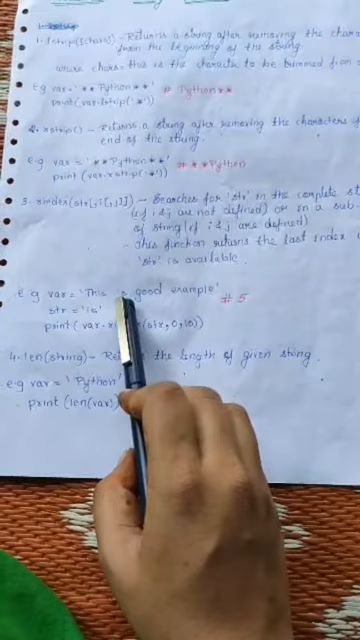 1. lstrip([chars]) - Returns a string after removing the
from the beginning of the string.
where chars = this is the character to be trimmed from
e.g var = '**Python**' # Python**
print(var.lstrip('*'))
2. rstrip() - Returns a string after removing the characters
end of the string.
e.g var = '**Python**' # **Python
print(var.rstrip('*'))
3. rindex(str[,i[,j]]) - Searches for 'str' in the complete
(if i & j are not defined) or in a sub-
of string (if i & j are defined)
- This function returns the last index
'str' is available.
e.g var = 'This is good example' # 5
str = 'is'
print(var. (str,0,10))
4. len(string) - the length of given string.
e.g var = 'Python'
print(len(var))